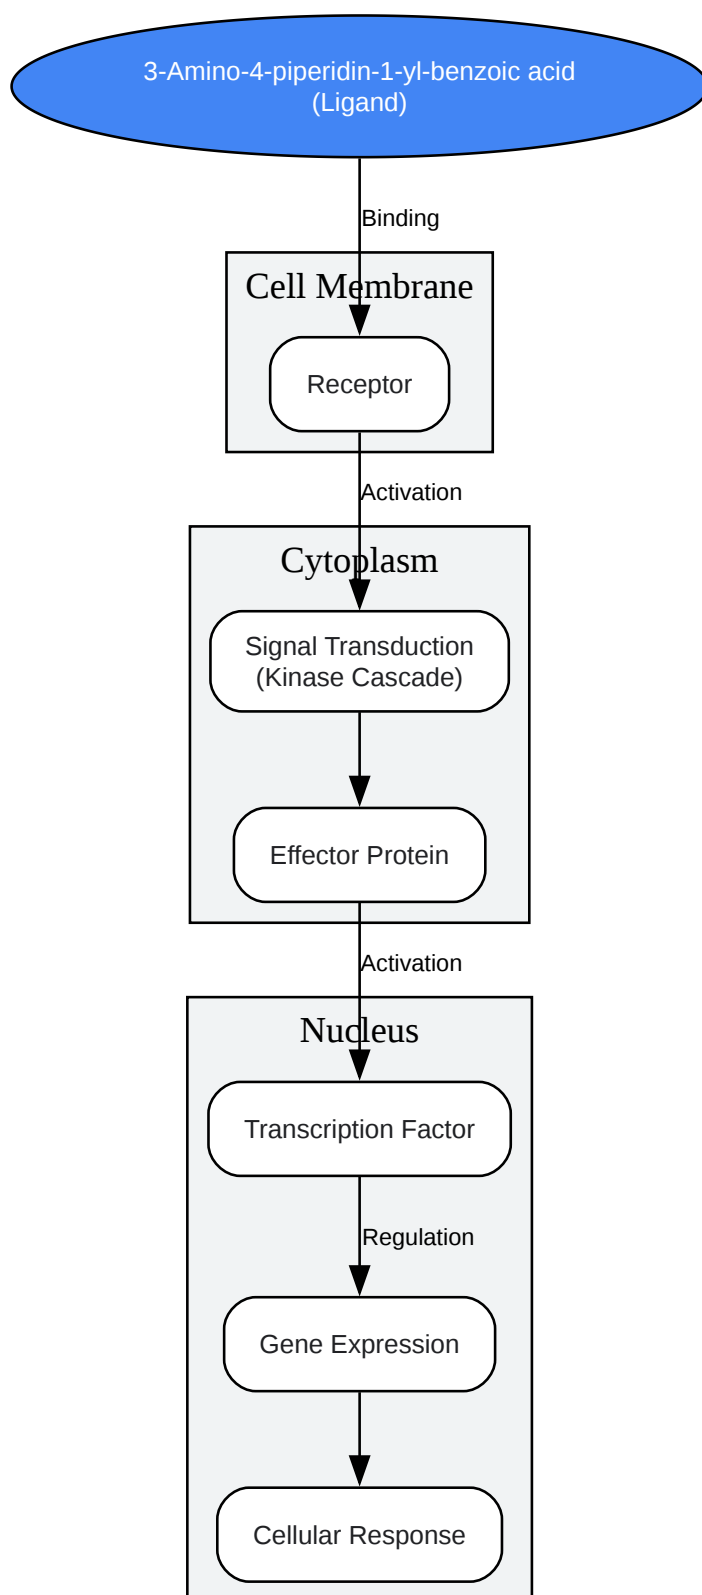 3-Amino-4-piperidin-1-yl-benzoic acid
(Ligand)
Binding
Cell Membrane
Receptor
Activation
Cytoplasm
Signal Transduction
(Kinase Cascade)
Effector Protein
Activation
Nucleus
Transcription Factor
Regulation
Gene Expression
Cellular Response